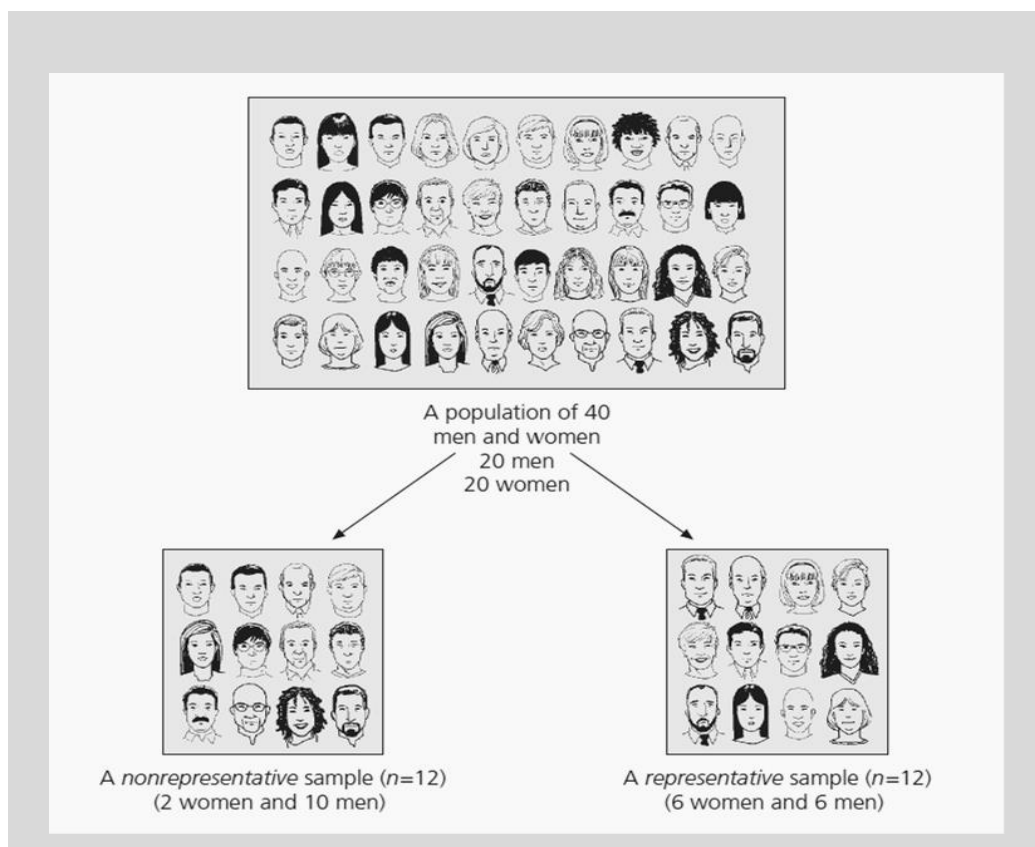 A population of 40
men and women
20 men
20 women
A nonrepresentative sample (n=12)
(2 women and 10 men)
A representative sample (n=12)
(6 women and 6 men)